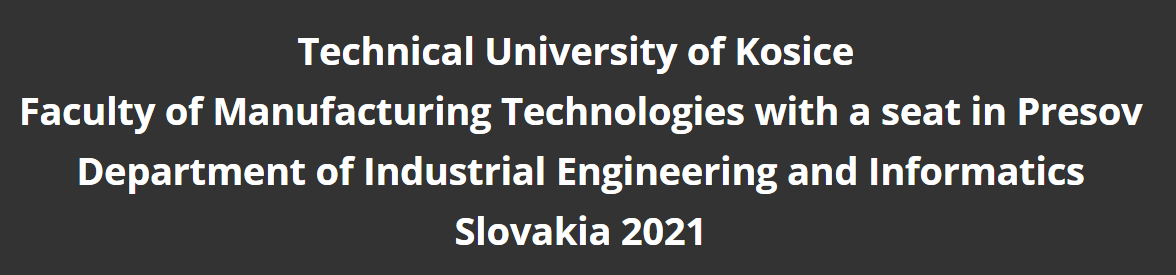 Technical University of Kosice
Faculty of Manufacturing Technologies with a seat in Presov
Department of Industrial Engineering and Informatics
Slovakia 2021